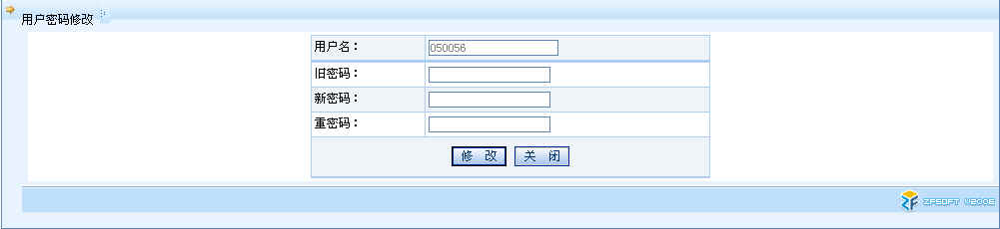 用户密码修改
用户名： 050056
旧密码：
新密码：
重密码：
修 改 关 闭
ZFSOFT V2006